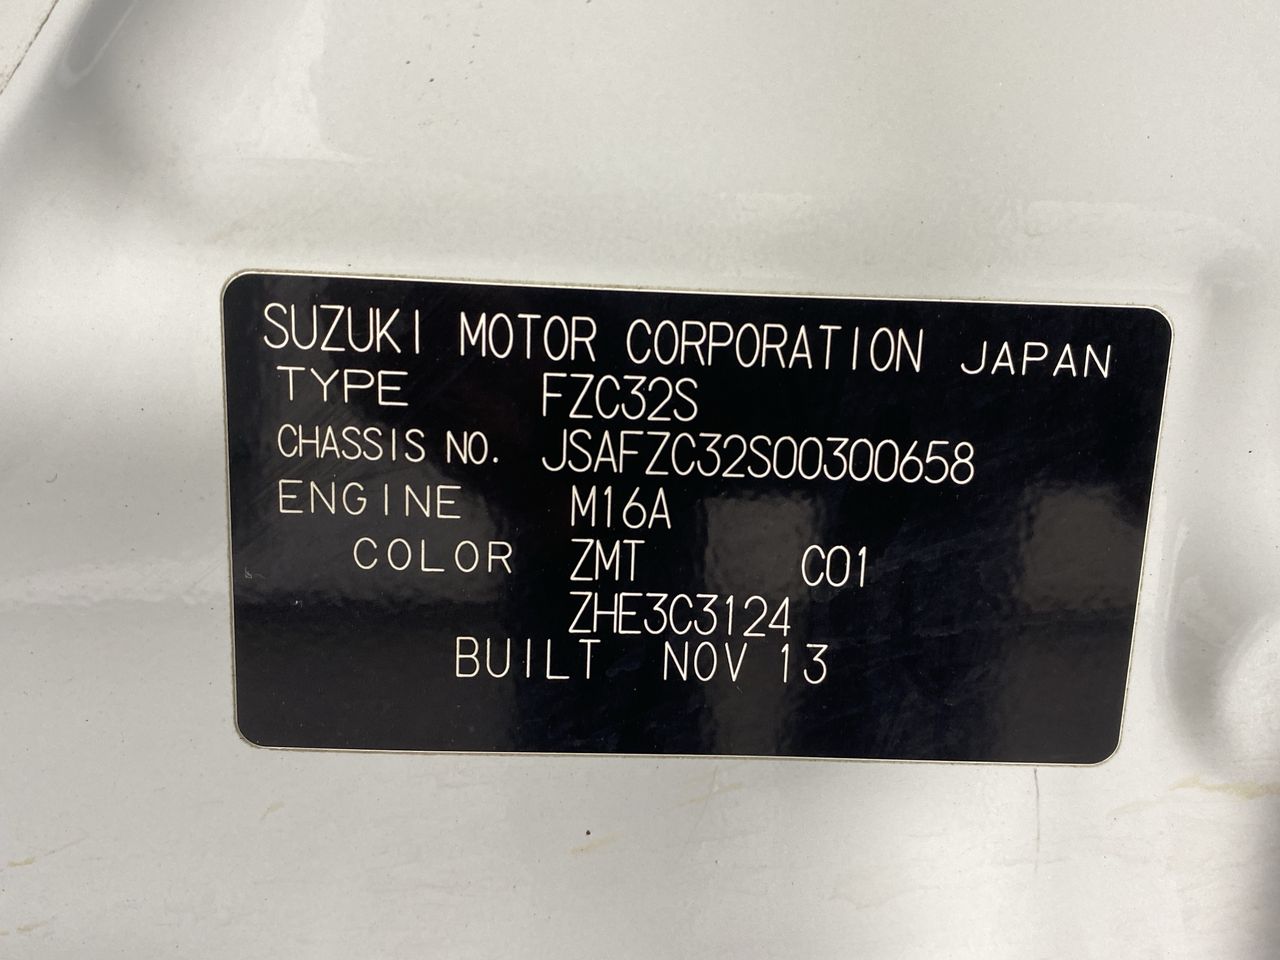 SUZUKI MOTOR CORPORATION JAPAN
TYPE FZC32S
CHASSIS NO. JSAFZC32S00300658
ENGINE M16A
COLOR ZMT C01
ZHE3C3124
BUILT NOV 13